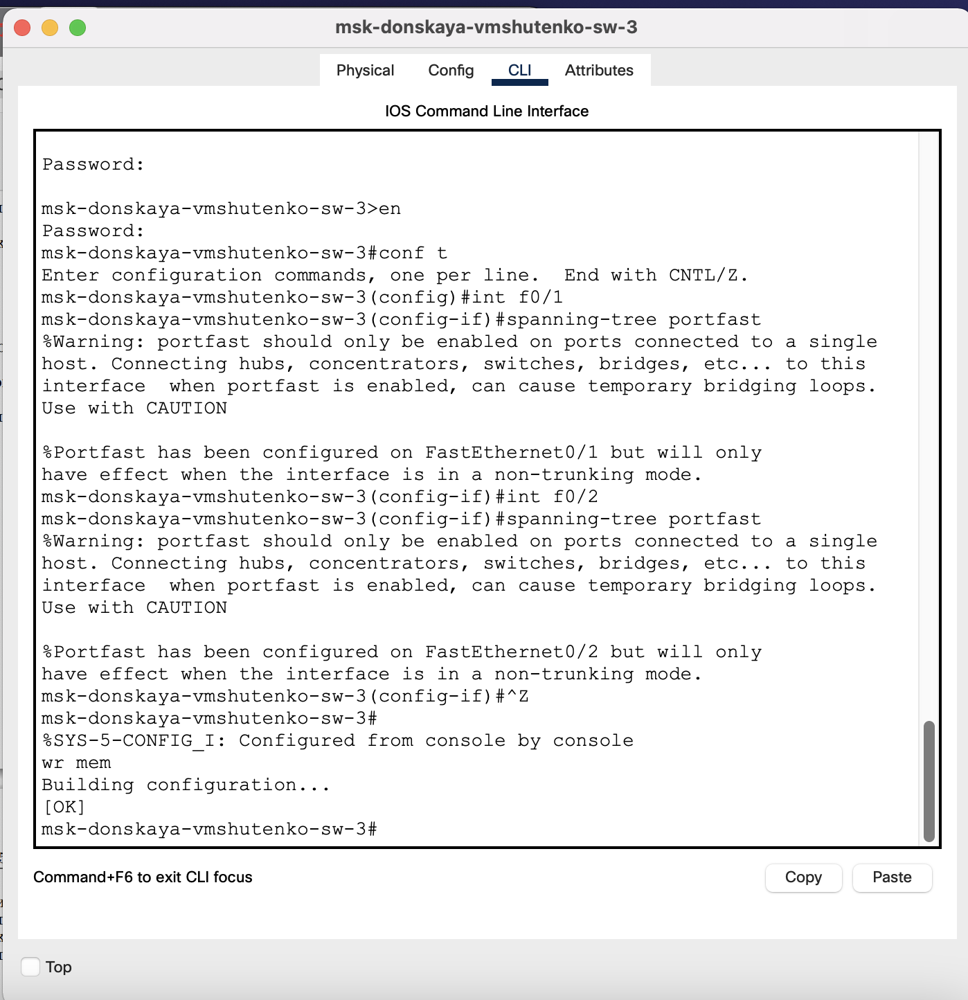 msk-donskaya-vmshutenko-sw-3
Physical Config CLI Attributes
IOS Command Line Interface
Password:
msk-donskaya-vmshutenko-sw-3>en
Password:
msk-donskaya-vmshutenko-sw-3#conf t
Enter configuration commands, one per line.  End with CNTL/Z.
msk-donskaya-vmshutenko-sw-3(config)#int f0/1
msk-donskaya-vmshutenko-sw-3(config-if)#spanning-tree portfast
%Warning: portfast should only be enabled on ports connected to a single
host. Connecting hubs, concentrators, switches, bridges, etc... to this
interface  when portfast is enabled, can cause temporary bridging loops.
Use with CAUTION
%Portfast has been configured on FastEthernet0/1 but will only
have effect when the interface is in a non-trunking mode.
msk-donskaya-vmshutenko-sw-3(config-if)#int f0/2
msk-donskaya-vmshutenko-sw-3(config-if)#spanning-tree portfast
%Warning: portfast should only be enabled on ports connected to a single
host. Connecting hubs, concentrators, switches, bridges, etc... to this
interface  when portfast is enabled, can cause temporary bridging loops.
Use with CAUTION
%Portfast has been configured on FastEthernet0/2 but will only
have effect when the interface is in a non-trunking mode.
msk-donskaya-vmshutenko-sw-3(config-if)#^Z
msk-donskaya-vmshutenko-sw-3#
%SYS-5-CONFIG_I: Configured from console by console
wr mem
Building configuration...
[OK]
msk-donskaya-vmshutenko-sw-3#
Command+F6 to exit CLI focus
Copy Paste
Top